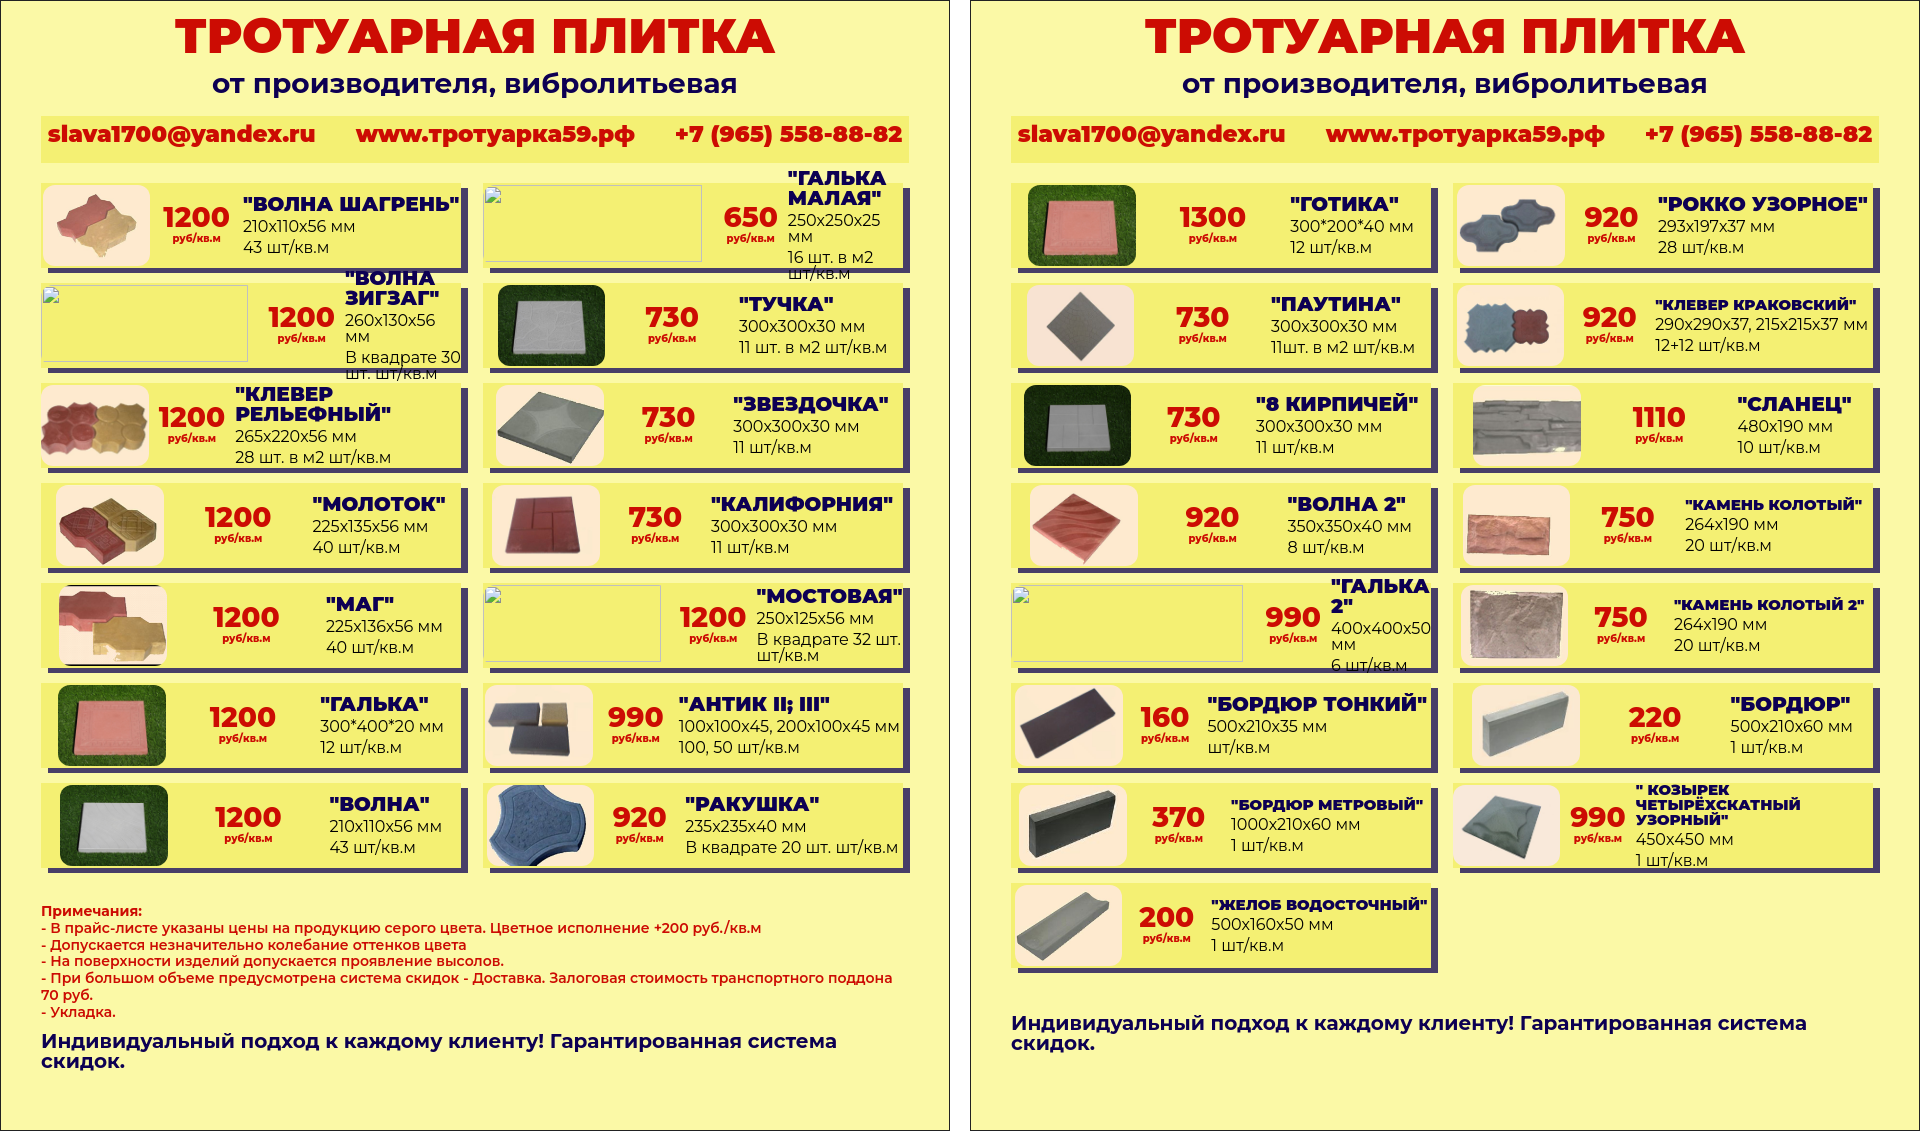 ТРОТУАРНАЯ ПЛИТКА
от производителя, вибролитьевая
slava1700@yandex.ru www.тротуарка59.рф +7 (965) 558-88-82
1200
руб/кв.м
"ВОЛНА ШАГРЕНЬ"
210x110x56 мм
43 шт/кв.м
650
руб/кв.м
"ГАЛЬКА
МАЛАЯ"
250x250x25
мм
16 шт. в м2
шт/кв.м
1200
руб/кв.м
"ВОЛНА
ЗИГЗАГ"
260x130x56
мм
В квадрате 30
шт. шт/кв.м
730
руб/кв.м
"ТУЧКА"
300x300x30 мм
11 шт. в м2 шт/кв.м
1200
руб/кв.м
"КЛЕВЕР
РЕЛЬЕФНЫЙ"
265x220x56 мм
28 шт. в м2 шт/кв.м
730
руб/кв.м
"ЗВЕЗДОЧКА"
300x300x30 мм
11 шт/кв.м
1200
руб/кв.м
"МОЛОТОК"
225x135x56 мм
40 шт/кв.м
730
руб/кв.м
"КАЛИФОРНИЯ"
300x300x30 мм
11 шт/кв.м
1200
руб/кв.м
"МАГ"
225x136x56 мм
40 шт/кв.м
1200
руб/кв.м
"МОСТОВАЯ"
250x125x56 мм
В квадрате 32 шт.
шт/кв.м
1200
руб/кв.м
"ГАЛЬКА"
300*400*20 мм
12 шт/кв.м
990
руб/кв.м
"АНТИК II; III"
100x100x45, 200x100x45 мм
100, 50 шт/кв.м
1200
руб/кв.м
"ВОЛНА"
210x110x56 мм
43 шт/кв.м
920
руб/кв.м
"РАКУШКА"
235x235x40 мм
В квадрате 20 шт. шт/кв.м
Примечания:
- В прайс-листе указаны цены на продукцию серого цвета. Цветное исполнение +200 руб./кв.м
- Допускается незначительно колебание оттенков цвета
- На поверхности изделий допускается проявление высолов.
- При большом объеме предусмотрена система скидок - Доставка. Залоговая стоимость транспортного поддона
70 руб.
- Укладка.
Индивидуальный подход к каждому клиенту! Гарантированная система
скидок.
ТРОТУАРНАЯ ПЛИТКА
от производителя, вибролитьевая
slava1700@yandex.ru www.тротуарка59.рф +7 (965) 558-88-82
1300
руб/кв.м
"ГОТИКА"
300*200*40 мм
12 шт/кв.м
920
руб/кв.м
"РОККО УЗОРНОЕ"
293x197x37 мм
28 шт/кв.м
730
руб/кв.м
"ПАУТИНА"
300x300x30 мм
11шт. в м2 шт/кв.м
920
руб/кв.м
"КЛЕВЕР КРАКОВСКИЙ"
290x290x37, 215x215x37 мм
12+12 шт/кв.м
730
руб/кв.м
"8 КИРПИЧЕЙ"
300x300x30 мм
11 шт/кв.м
1110
руб/кв.м
"СЛАНЕЦ"
480x190 мм
10 шт/кв.м
920
руб/кв.м
"ВОЛНА 2"
350x350x40 мм
8 шт/кв.м
750
руб/кв.м
"КАМЕНЬ КОЛОТЫЙ"
264x190 мм
20 шт/кв.м
990
руб/кв.м
"ГАЛЬКА
2"
400x400x50
мм
6 шт/кв.м
750
руб/кв.м
"КАМЕНЬ КОЛОТЫЙ 2"
264x190 мм
20 шт/кв.м
160
руб/кв.м
"БОРДЮР ТОНКИЙ"
500x210x35 мм
шт/кв.м
220
руб/кв.м
"БОРДЮР"
500x210x60 мм
1 шт/кв.м
370
руб/кв.м
"БОРДЮР МЕТРОВЫЙ"
1000x210x60 мм
1 шт/кв.м
990
руб/кв.м
" КОЗЫРЕК
ЧЕТЫРЁХСКАТНЫЙ
УЗОРНЫЙ"
450x450 мм
1 шт/кв.м
200
руб/кв.м
"ЖЕЛОБ ВОДОСТОЧНЫЙ"
500x160x50 мм
1 шт/кв.м
Индивидуальный подход к каждому клиенту! Гарантированная система
скидок.